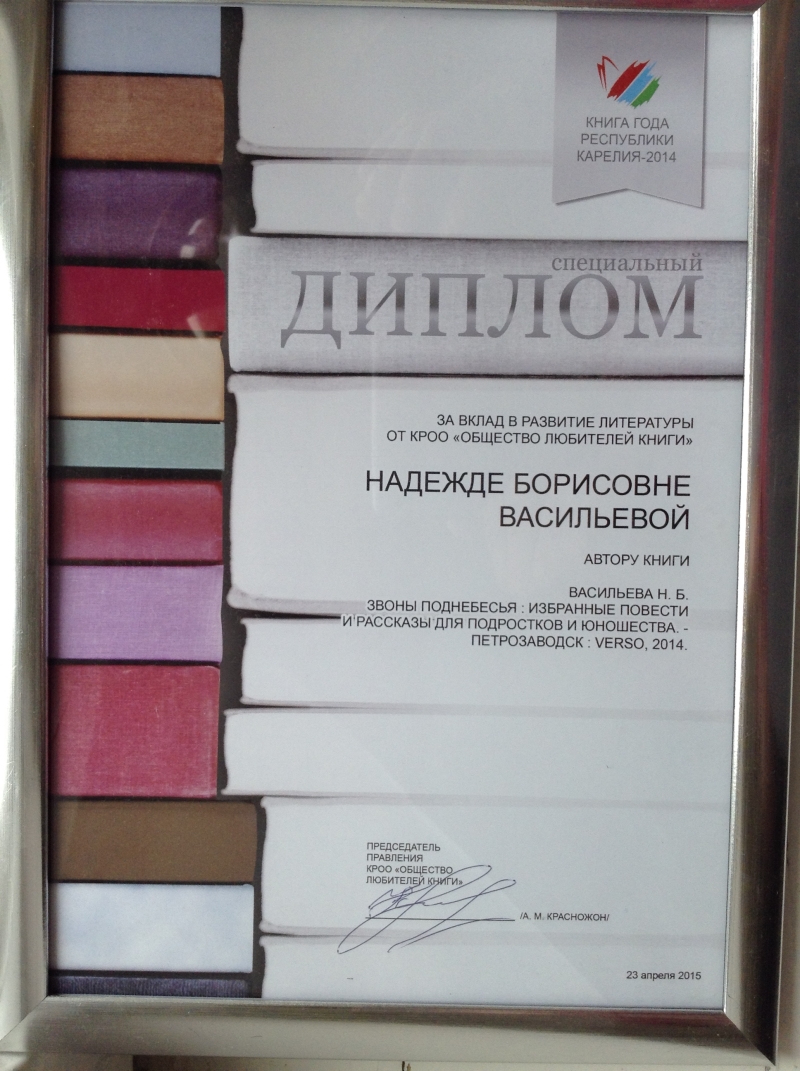 КНИГА ГОДА
РЕСПУБЛИКИ
КАРЕЛИЯ-2014
специальный
ДИПЛОМ
ЗА ВКЛАД В РАЗВИТИЕ ЛИТЕРАТУРЫ
ОТ КРОО «ОБЩЕСТВО ЛЮБИТЕЛЕЙ КНИГИ»
НАДЕЖДЕ БОРИСОВНЕ
ВАСИЛЬЕВОЙ
АВТОРУ КНИГИ
ВАСИЛЬЕВА Н. Б.
ЗВОНЫ ПОДНЕБЕСЬЯ : ИЗБРАННЫЕ ПОВЕСТИ
И РАССКАЗЫ ДЛЯ ПОДРОСТКОВ И ЮНОШЕСТВА. -
ПЕТРОЗАВОДСК : VERSO, 2014.
ПРЕДСЕДАТЕЛЬ
ПРАВЛЕНИЯ
КРОО «ОБЩЕСТВО
ЛЮБИТЕЛЕЙ КНИГИ»
/А. М. КРАСНОЖОН/
23 апреля 2015